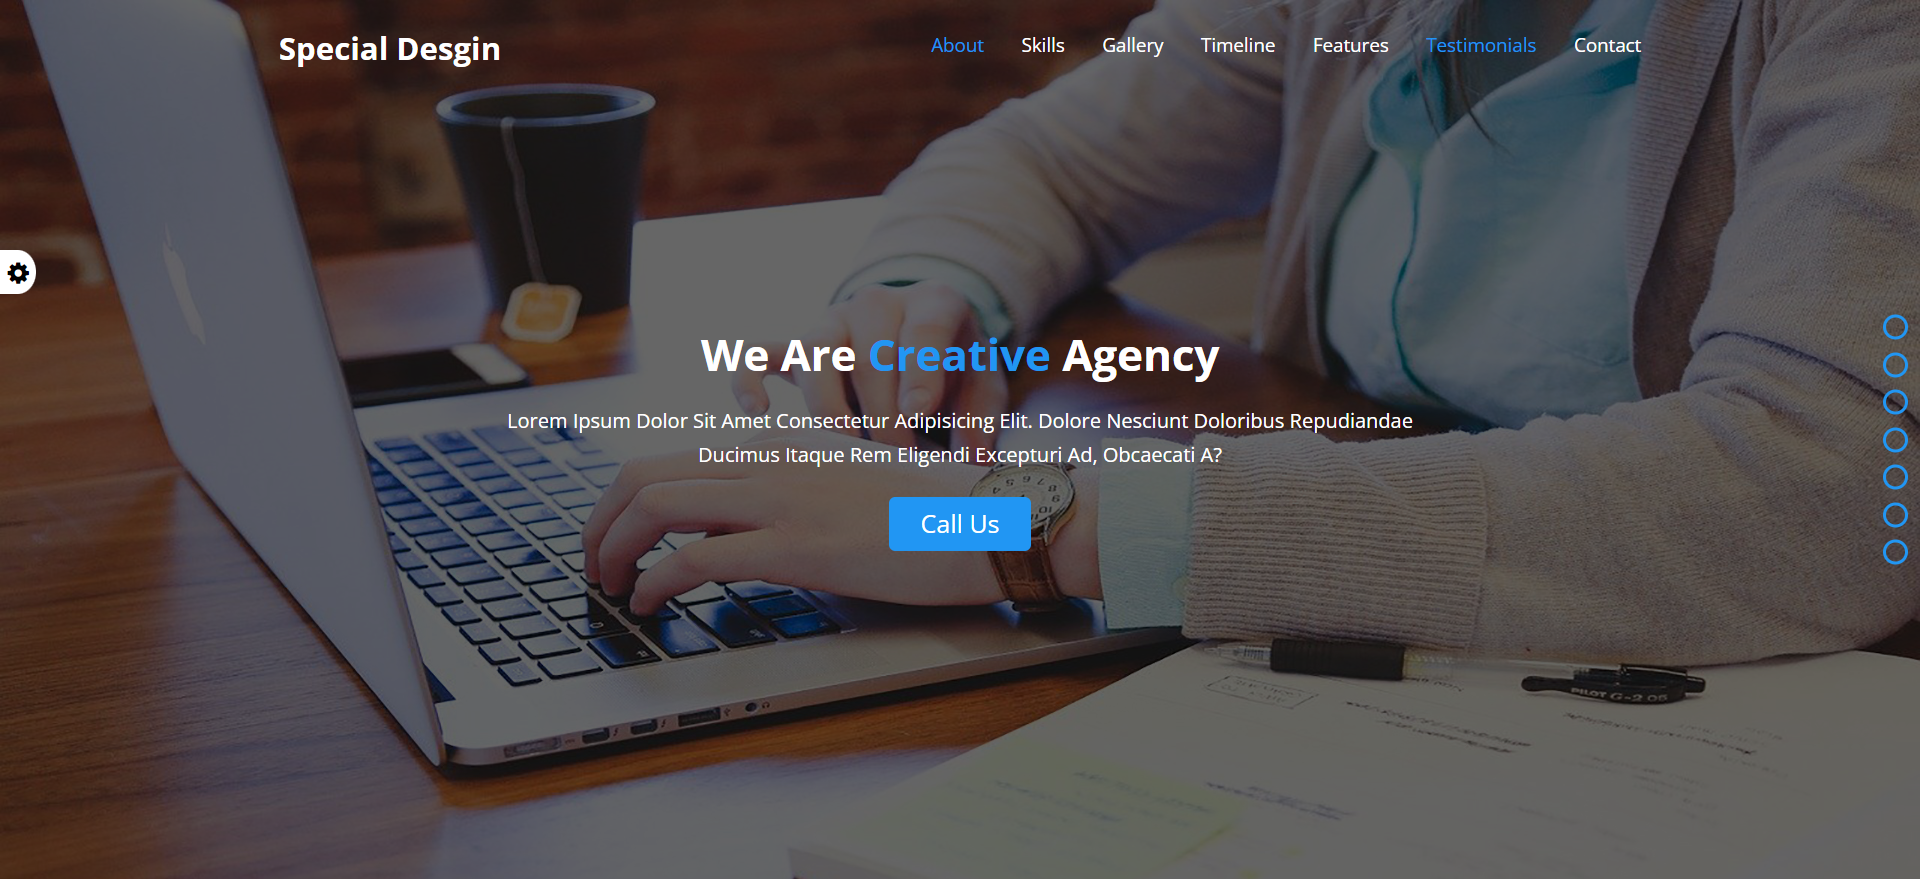 Special Desgin
About Skills Gallery Timeline Features Testimonials Contact
We Are Creative Agency
Lorem Ipsum Dolor Sit Amet Consectetur Adipisicing Elit. Dolore Nesciunt Doloribus Repudiandae
Ducimus Itaque Rem Eligendi Excepturi Ad, Obcaecati A?
Call Us
PILOT G-2 05